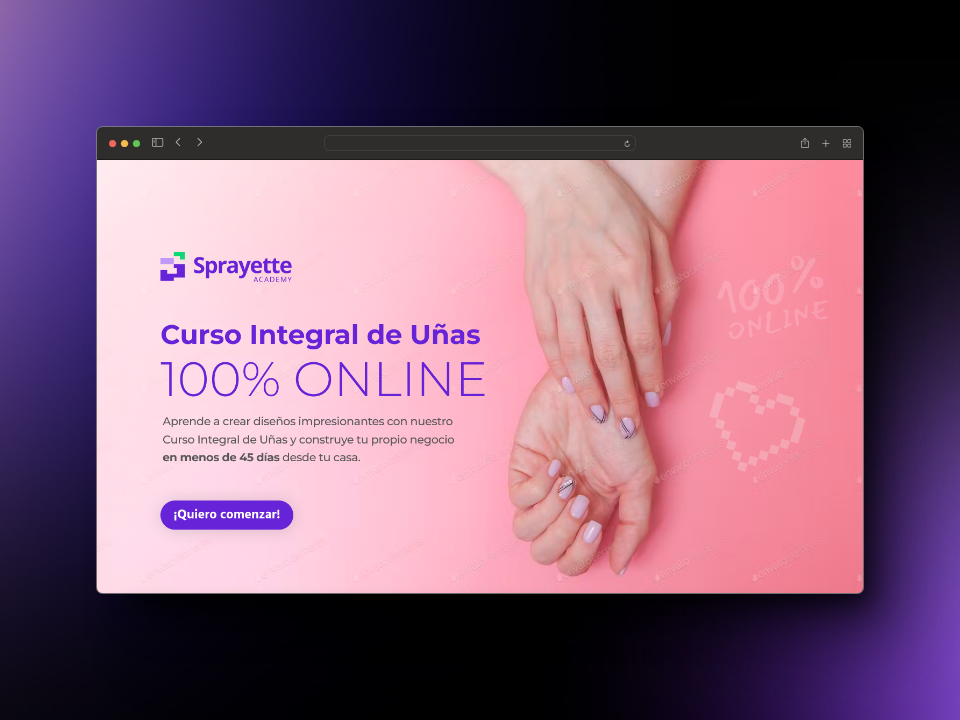 Sprayette
ACADEMY
Curso Integral de Uñas
100% ONLINE
Aprende a crear diseños impresionantes con nuestro
Curso Integral de Uñas y construye tu propio negocio
en menos de 45 días desde tu casa.
¡Quiero comenzar!
100%
ONLINE